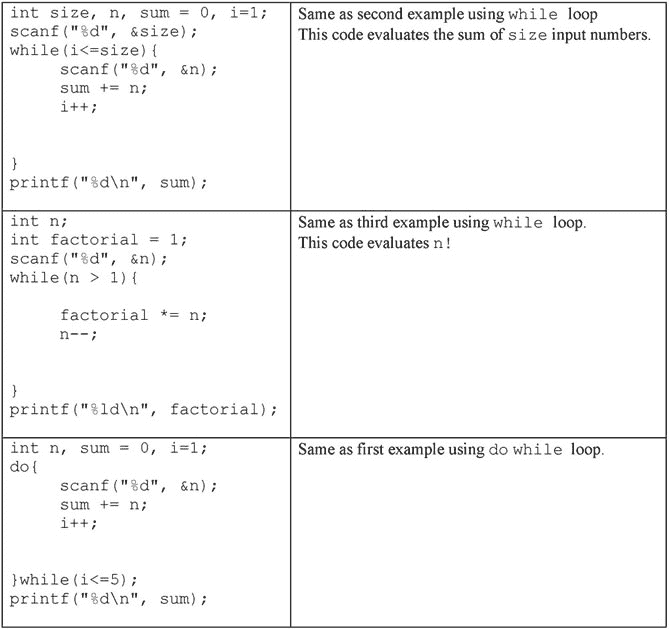 int size, n, sum = 0, i=1;
scanf("%d", &size);
while(i<=size){
scanf("%d", &n);
sum += n;
i++;
}
printf("%d\n", sum);
Same as second example using while loop
This code evaluates the sum of size input numbers.
int n;
int factorial = 1;
scanf("%d", &n);
while(n > 1){
factorial *= n;
n--;
}
printf("%ld\n", factorial);
Same as third example using while loop.
This code evaluates n!
int n, sum = 0, i=1;
do{
scanf("%d", &n);
sum += n;
i++;
}while(i<=5);
printf("%d\n", sum);
Same as first example using do while loop.